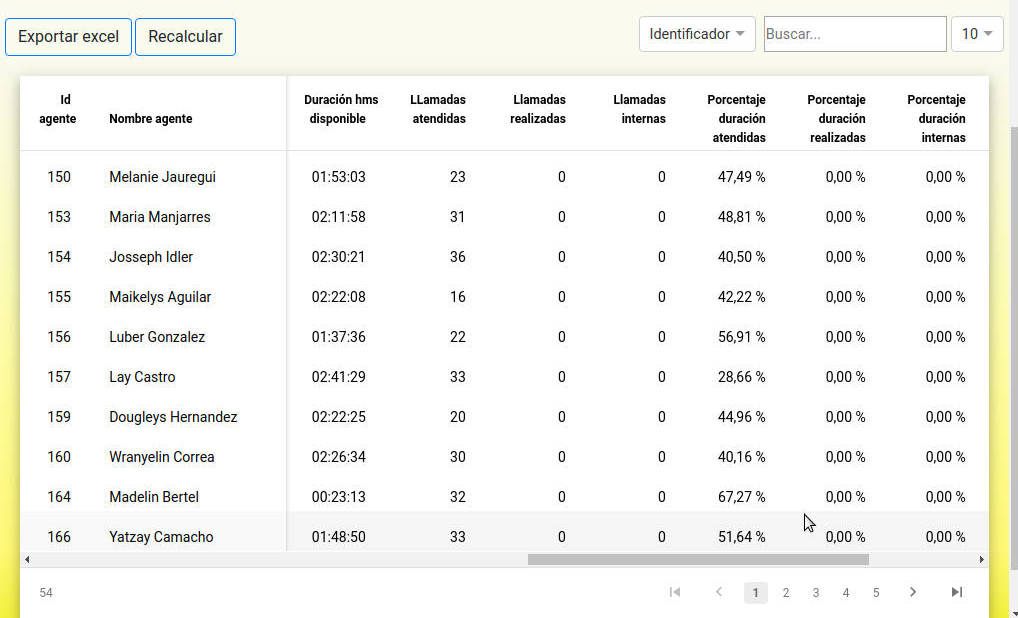 Exportar excel Recalcular Identificador Buscar... 10
Id agente Nombre agente Duración hms disponible LLamadas atendidas Llamadas realizadas Llamadas internas Porcentaje duración atendidas Porcentaje duración realizadas Porcentaje duración internas
150 Melanie Jauregui 01:53:03 23 0 0 47,49 % 0,00 % 0,00 %
153 Maria Manjarres 02:11:58 31 0 0 48,81 % 0,00 % 0,00 %
154 Josseph Idler 02:30:21 36 0 0 40,50 % 0,00 % 0,00 %
155 Maikelys Aguilar 02:22:08 16 0 0 42,22 % 0,00 % 0,00 %
156 Luber Gonzalez 01:37:36 22 0 0 56,91 % 0,00 % 0,00 %
157 Lay Castro 02:41:29 33 0 0 28,66 % 0,00 % 0,00 %
159 Dougleys Hernandez 02:22:25 20 0 0 44,96 % 0,00 % 0,00 %
160 Wranyelin Correa 02:26:34 30 0 0 40,16 % 0,00 % 0,00 %
164 Madelin Bertel 00:23:13 32 0 0 67,27 % 0,00 % 0,00 %
166 Yatzay Camacho 01:48:50 33 0 0 51,64 % 0,00 % 0,00 %
54 1 2 3 4 5